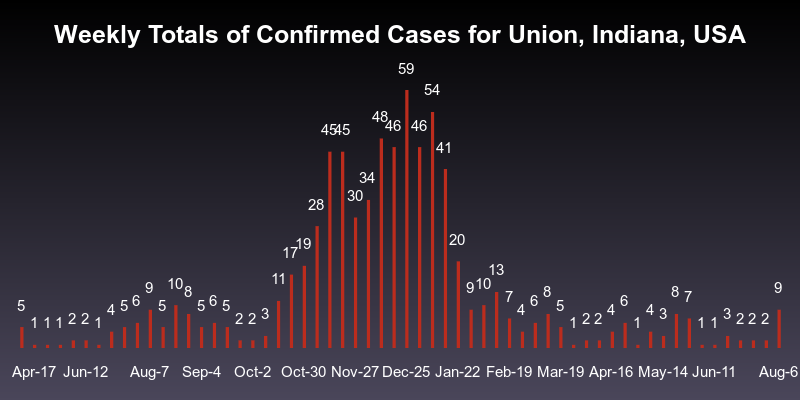 Weekly Totals of Confirmed Cases for Union, Indiana, USA
5 1 1 1 2 2 1 4 5 6 9 5 10 8 5 6 5 2 2 3 11 17 19 28 45 45 30 34 48 46 59 46 54 41 20 9 10 13 7 4 6 8 5 1 2 2 4 6 1 4 3 8 7 1 1 3 2 2 2 9
Apr-17 Jun-12 Aug-7 Sep-4 Oct-2 Oct-30 Nov-27 Dec-25 Jan-22 Feb-19 Mar-19 Apr-16 May-14 Jun-11 Aug-6